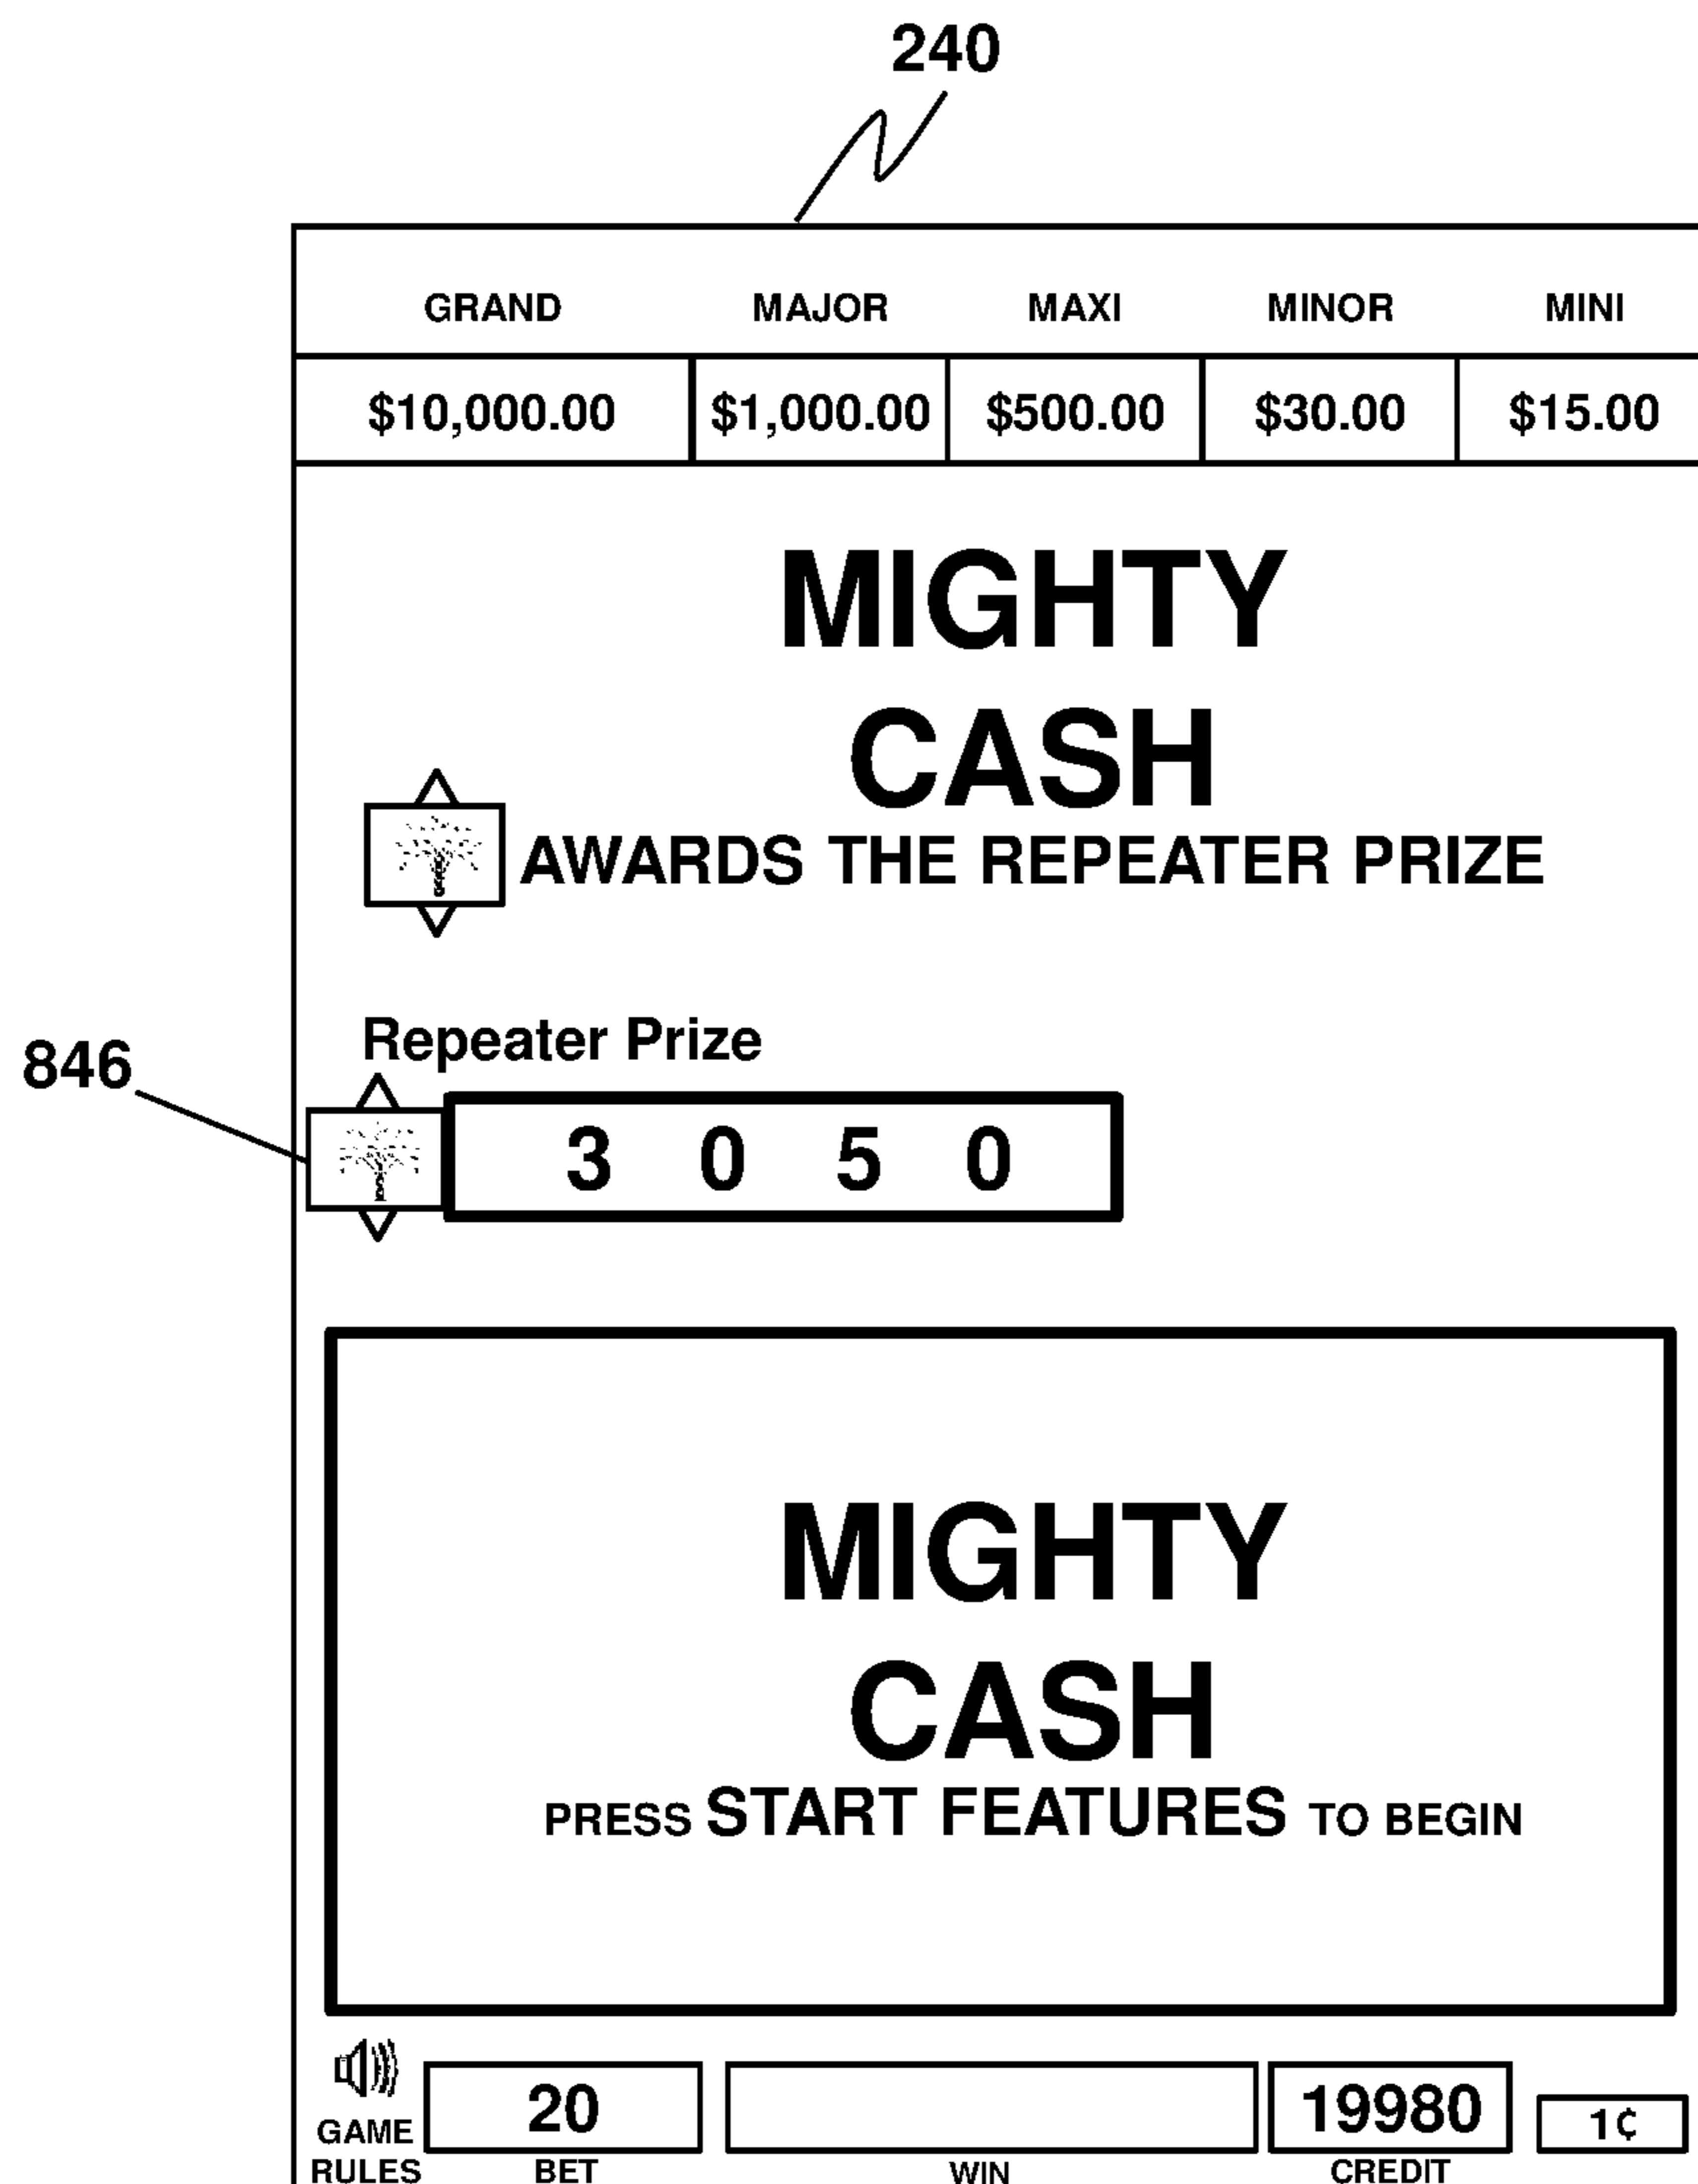 240
GRAND MAJOR MAXI MINOR MINI
$10,000.00 $1,000.00 $500.00 $30.00 $15.00
MIGHTY
CASH
AWARDS THE REPEATER PRIZE
Repeater Prize
846
3 0 5 0
MIGHTY
CASH
PRESS START FEATURES TO BEGIN
20 19980 1¢
GAME
RULES BET WIN CREDIT